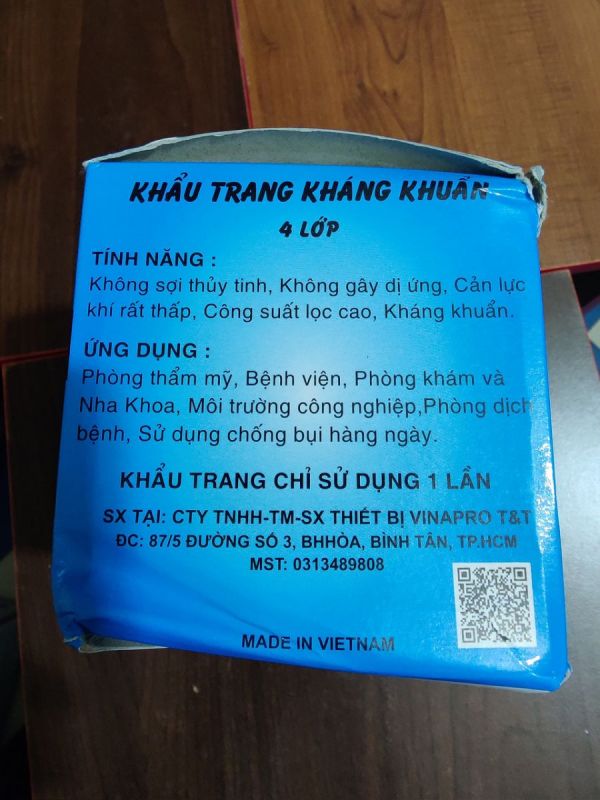 KHẨU TRANG KHÁNG KHUẨN
4 LỚP
TÍNH NĂNG :
Không sợi thủy tinh, Không gây dị ứng, Cản lực
khí rất thấp, Công suất lọc cao, Kháng khuẩn.
ỨNG DỤNG :
Phòng thẩm mỹ, Bệnh viện, Phòng khám và
Nha Khoa, Môi trường công nghiệp,Phòng dịch
bệnh, Sử dụng chống bụi hàng ngày.
KHẨU TRANG CHỈ SỬ DỤNG 1 LẦN
SX TẠI: CTY TNHH-TM-SX THIẾT BỊ VINAPRO T&T
ĐC: 87/5 ĐƯỜNG SỐ 3, BHHÒA, BÌNH TÂN, TP.HCM
MST: 0313489808
MADE IN VIETNAM